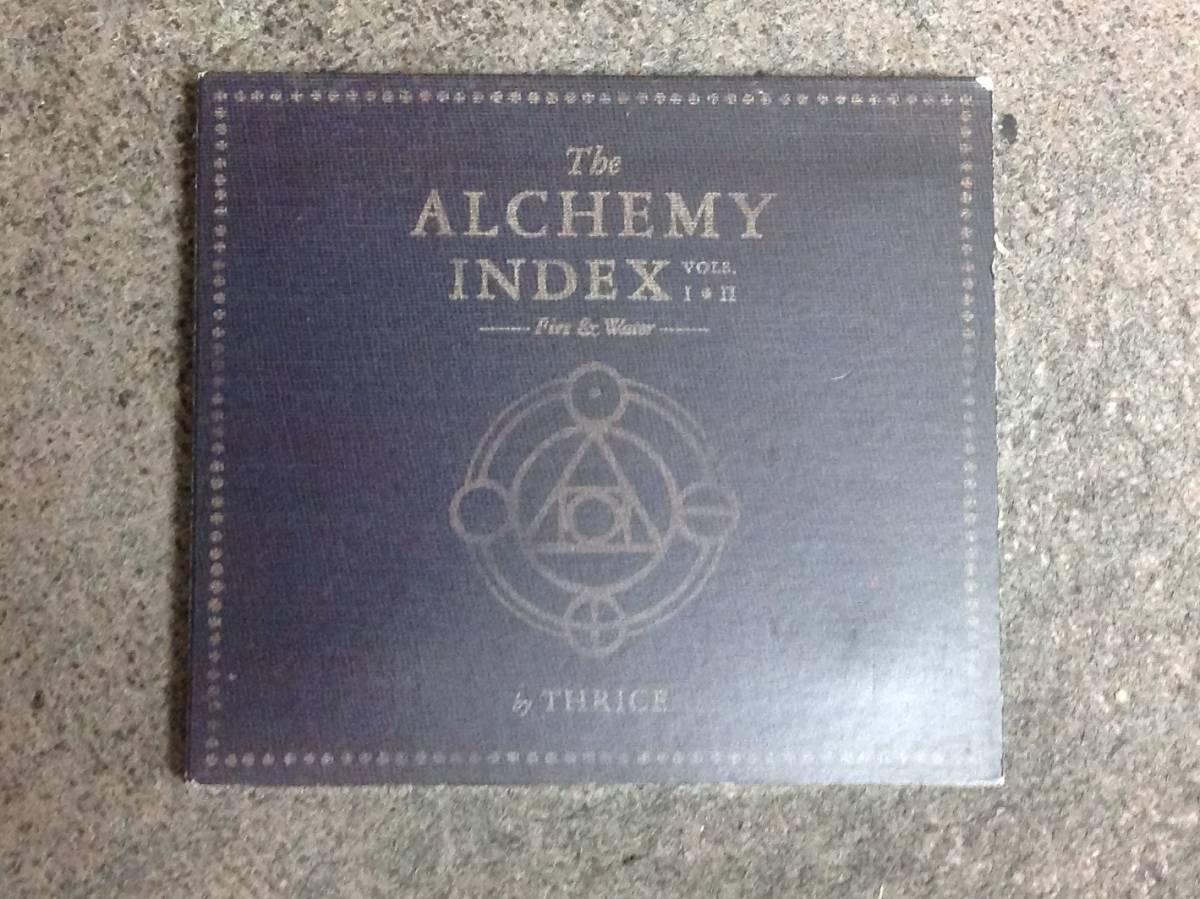 The
ALCHEMY
INDEX VOLS. I • II
Fire & Water
by THRICE